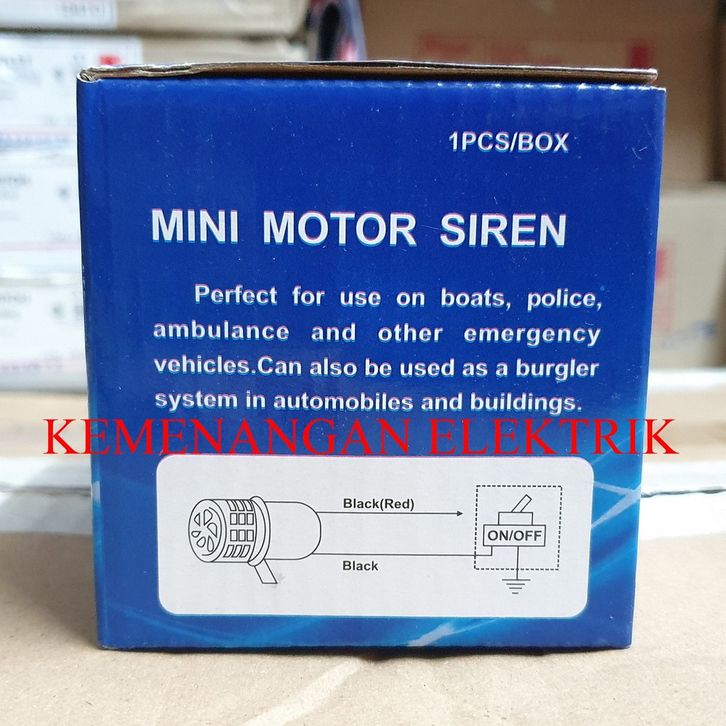 1PCS/BOX
MINI MOTOR SIREN
Perfect for use on boats, police,
ambulance and other emergency
vehicles.Can also be used as a burgler
system in automobiles and buildings.
KEMENANGAN ELEKTRIK
Black(Red)
ON/OFF
Black